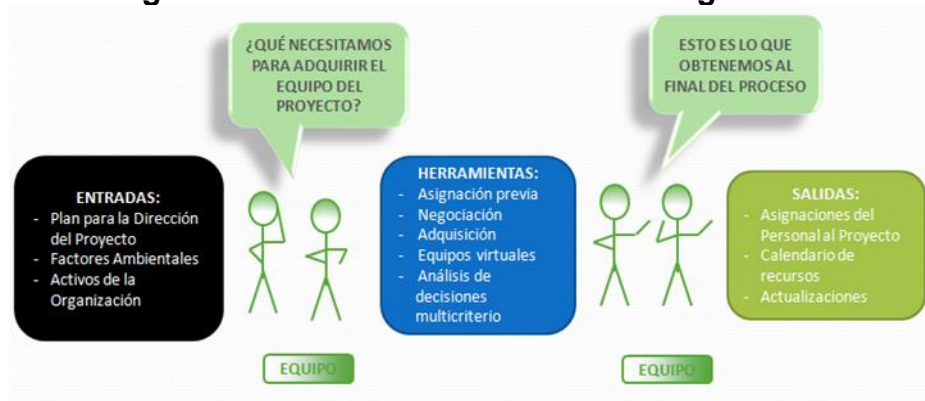 ¿QUÉ NECESITAMOS
PARA ADQUIRIR EL
EQUIPO DEL
PROYECTO?
ESTO ES LO QUE
OBTENEMOS AL
FINAL DEL PROCESO
ENTRADAS:
- Plan para la Dirección
del Proyecto
- Factores Ambientales
- Activos de la
Organización
HERRAMIENTAS:
- Asignación previa
- Negociación
- Adquisición
- Equipos virtuales
- Análisis de
decisiones
multicriterio
SALIDAS:
- Asignaciones del
Personal al Proyecto
- Calendario de
recursos
- Actualizaciones
EQUIPO
EQUIPO